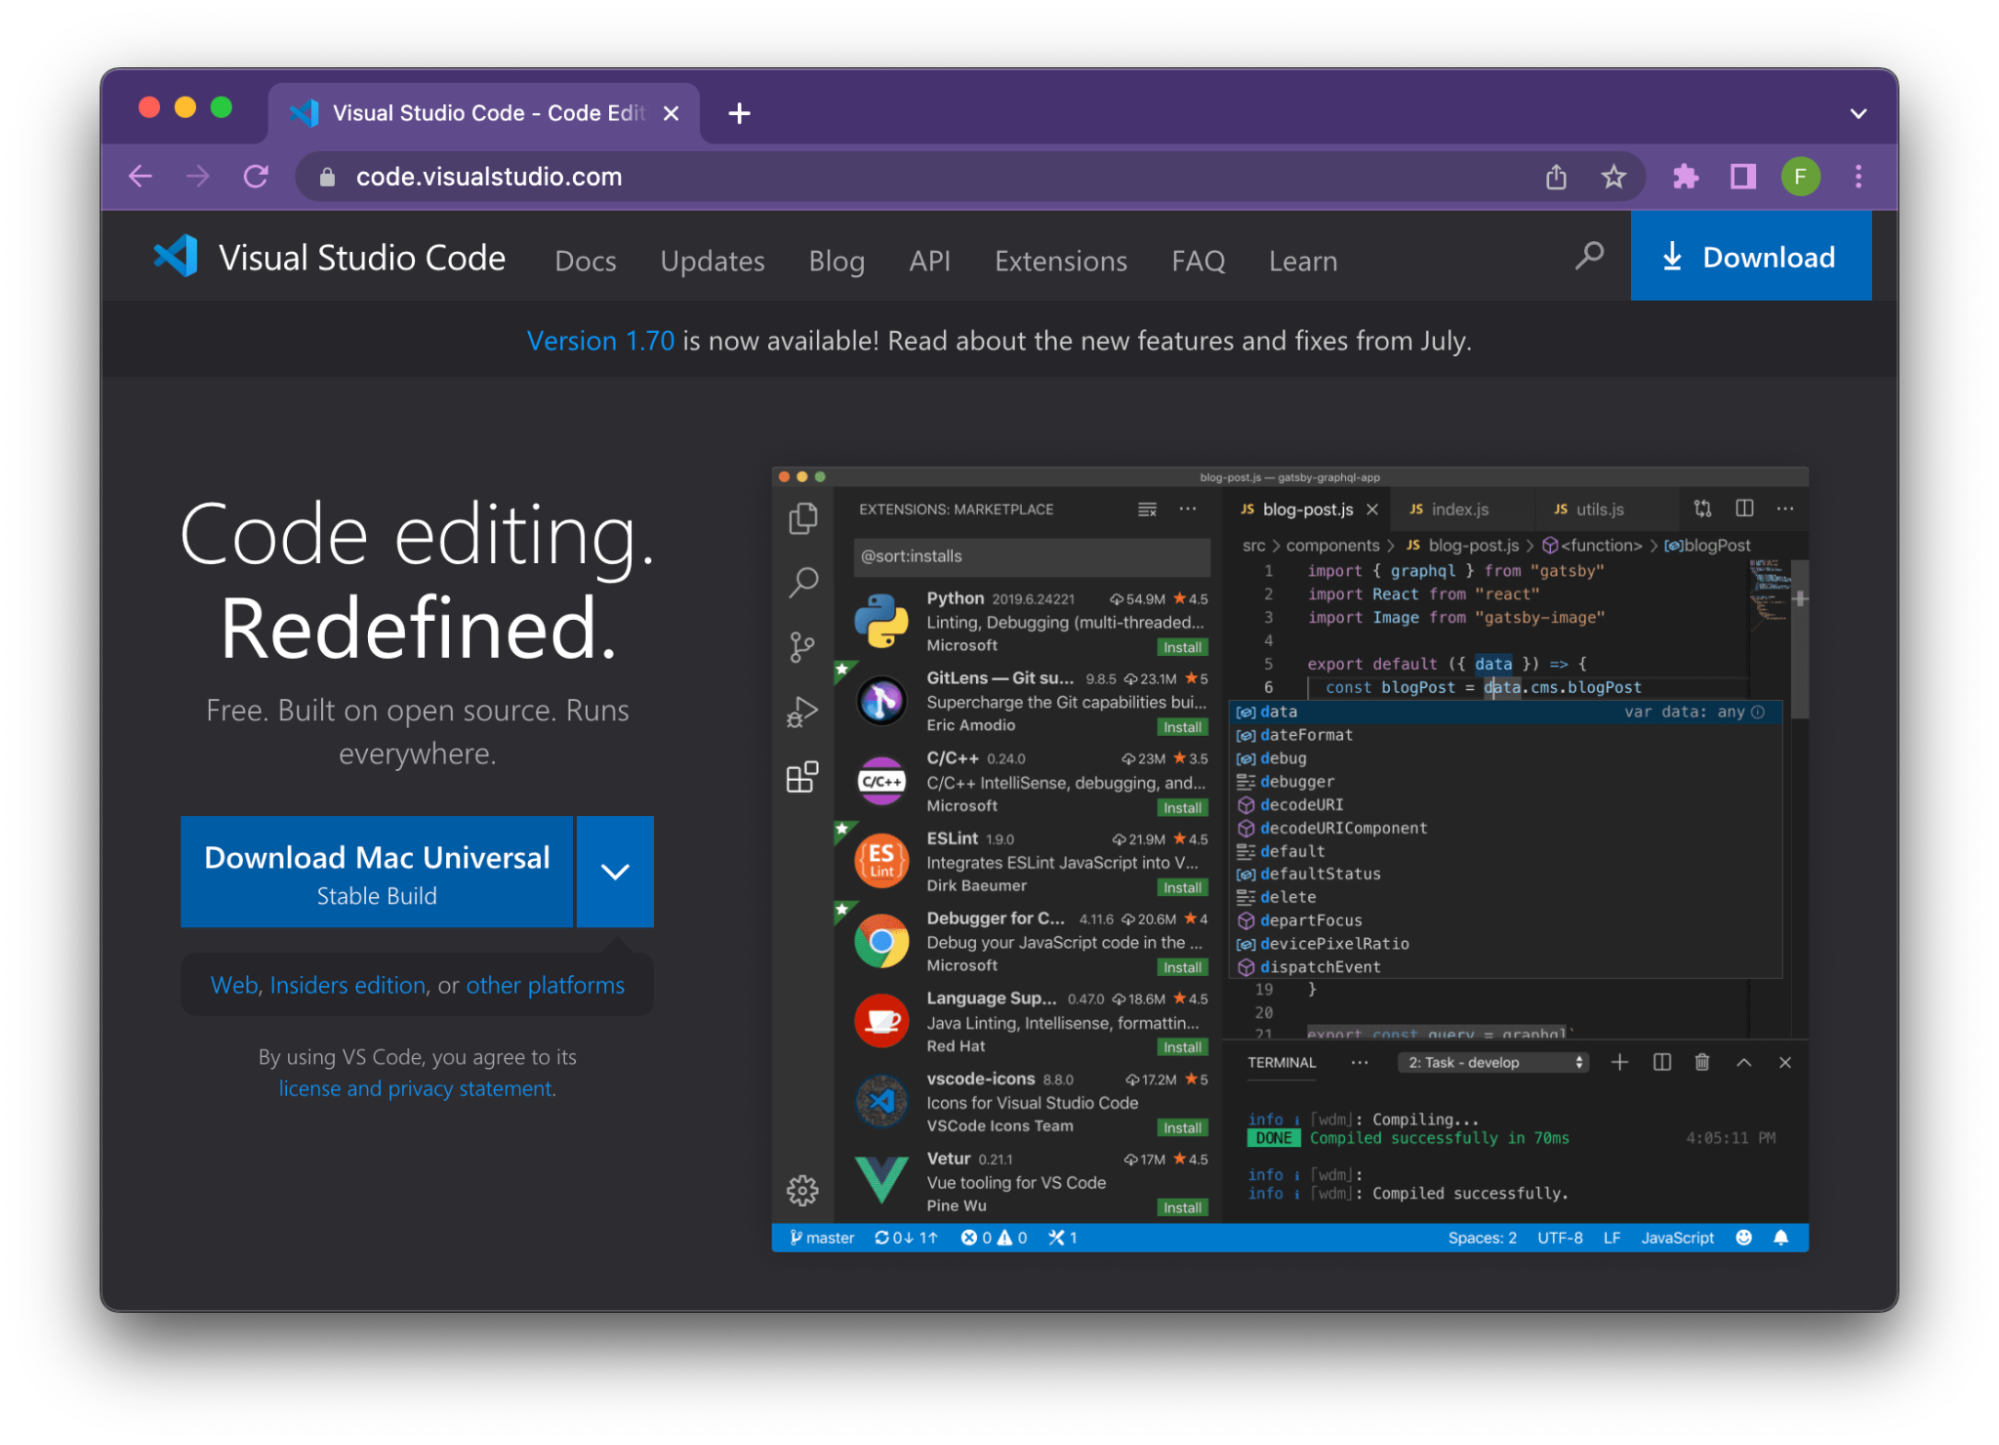 Visual Studio Code - Code Edit
code.visualstudio.com
F
Visual Studio Code Docs Updates Blog API Extensions FAQ Learn Download
Version 1.70 is now available! Read about the new features and fixes from July.
Code editing.
Redefined.
Free. Built on open source. Runs
everywhere.
Download Mac Universal
Stable Build
Web, Insiders edition, or other platforms
By using VS Code, you agree to its
license and privacy statement.
blog-post.js — gatsby-graphql-app
EXTENSIONS: MARKETPLACE
@sort:installs
Python 2019.6.24221 54.9M 4.5
Linting, Debugging (multi-threaded...
Microsoft Install
GitLens — Git su... 9.8.5 23.1M 5
Supercharge the Git capabilities bui...
Eric Amodio Install
C/C++
C/C++ 0.24.0 23M 3.5
C/C++ IntelliSense, debugging, and...
Microsoft Install
ES
Lint
ESLint 1.9.0 21.9M 4.5
Integrates ESLint JavaScript into V...
Dirk Baeumer Install
Debugger for C... 4.11.6 20.6M 4
Debug your JavaScript code in the ...
Microsoft Install
Language Sup... 0.47.0 18.6M 4.5
Java Linting, Intellisense, formattin...
Red Hat Install
vscode-icons 8.8.0 17.2M 5
Icons for Visual Studio Code
VSCode Icons Team Install
Vetur 0.21.1 17M 4.5
Vue tooling for VS Code
Pine Wu Install
JS blog-post.js JS index.js JS utils.js
src > components > JS blog-post.js > <function> > blogPost
1 import { graphql } from "gatsby"
2 import React from "react"
3 import Image from "gatsby-image"
4
5 export default ({ data }) => {
6 const blogPost = data.cms.blogPost
data var data: any
dateFormat
debug
debugger
decodeURI
decodeURIComponent
default
defaultStatus
delete
departFocus
devicePixelRatio
dispatchEvent
19 }
20
21 export const query = graphql`
TERMINAL ... 2: Task - develop
info i ｢wdm｣: Compiling...
DONE Compiled successfully in 70ms 4:05:11 PM
info i ｢wdm｣:
info i ｢wdm｣: Compiled successfully.
master 0↓ 1↑ 0 0 1 Spaces: 2 UTF-8 LF JavaScript